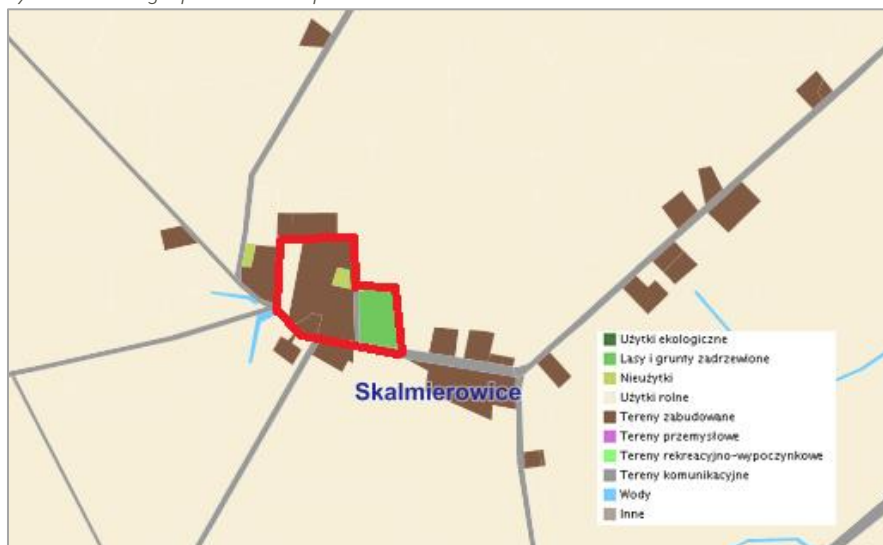 Skalmierowice
Użytki ekologiczne
Lasy i grunty zadrzewione
Nieużytki
Użytki rolne
Tereny zabudowane
Tereny przemysłowe
Tereny rekreacyjno-wypoczynkowe
Tereny komunikacyjne
Wody
Inne